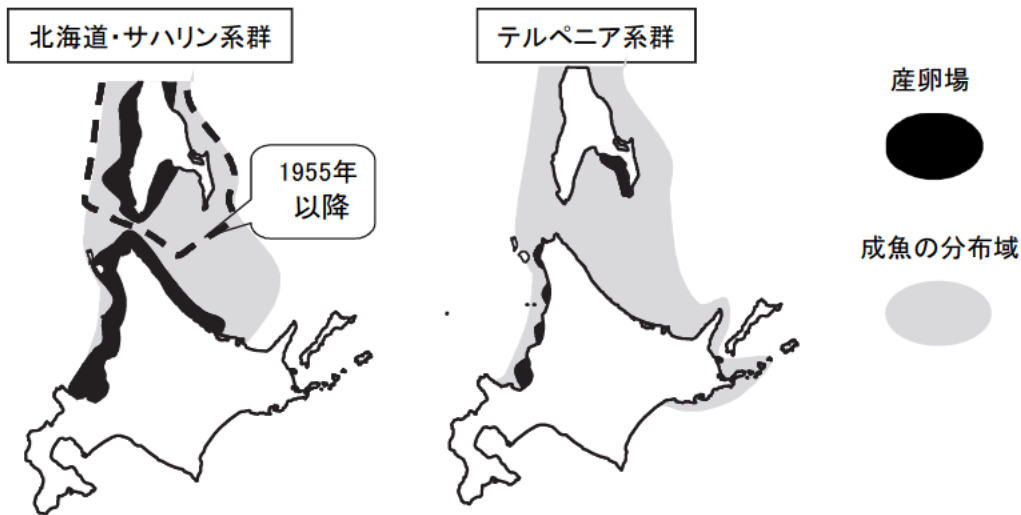 北海道・サハリン系群
テルペニア系群
産卵場
1955年
以降
成魚の分布域